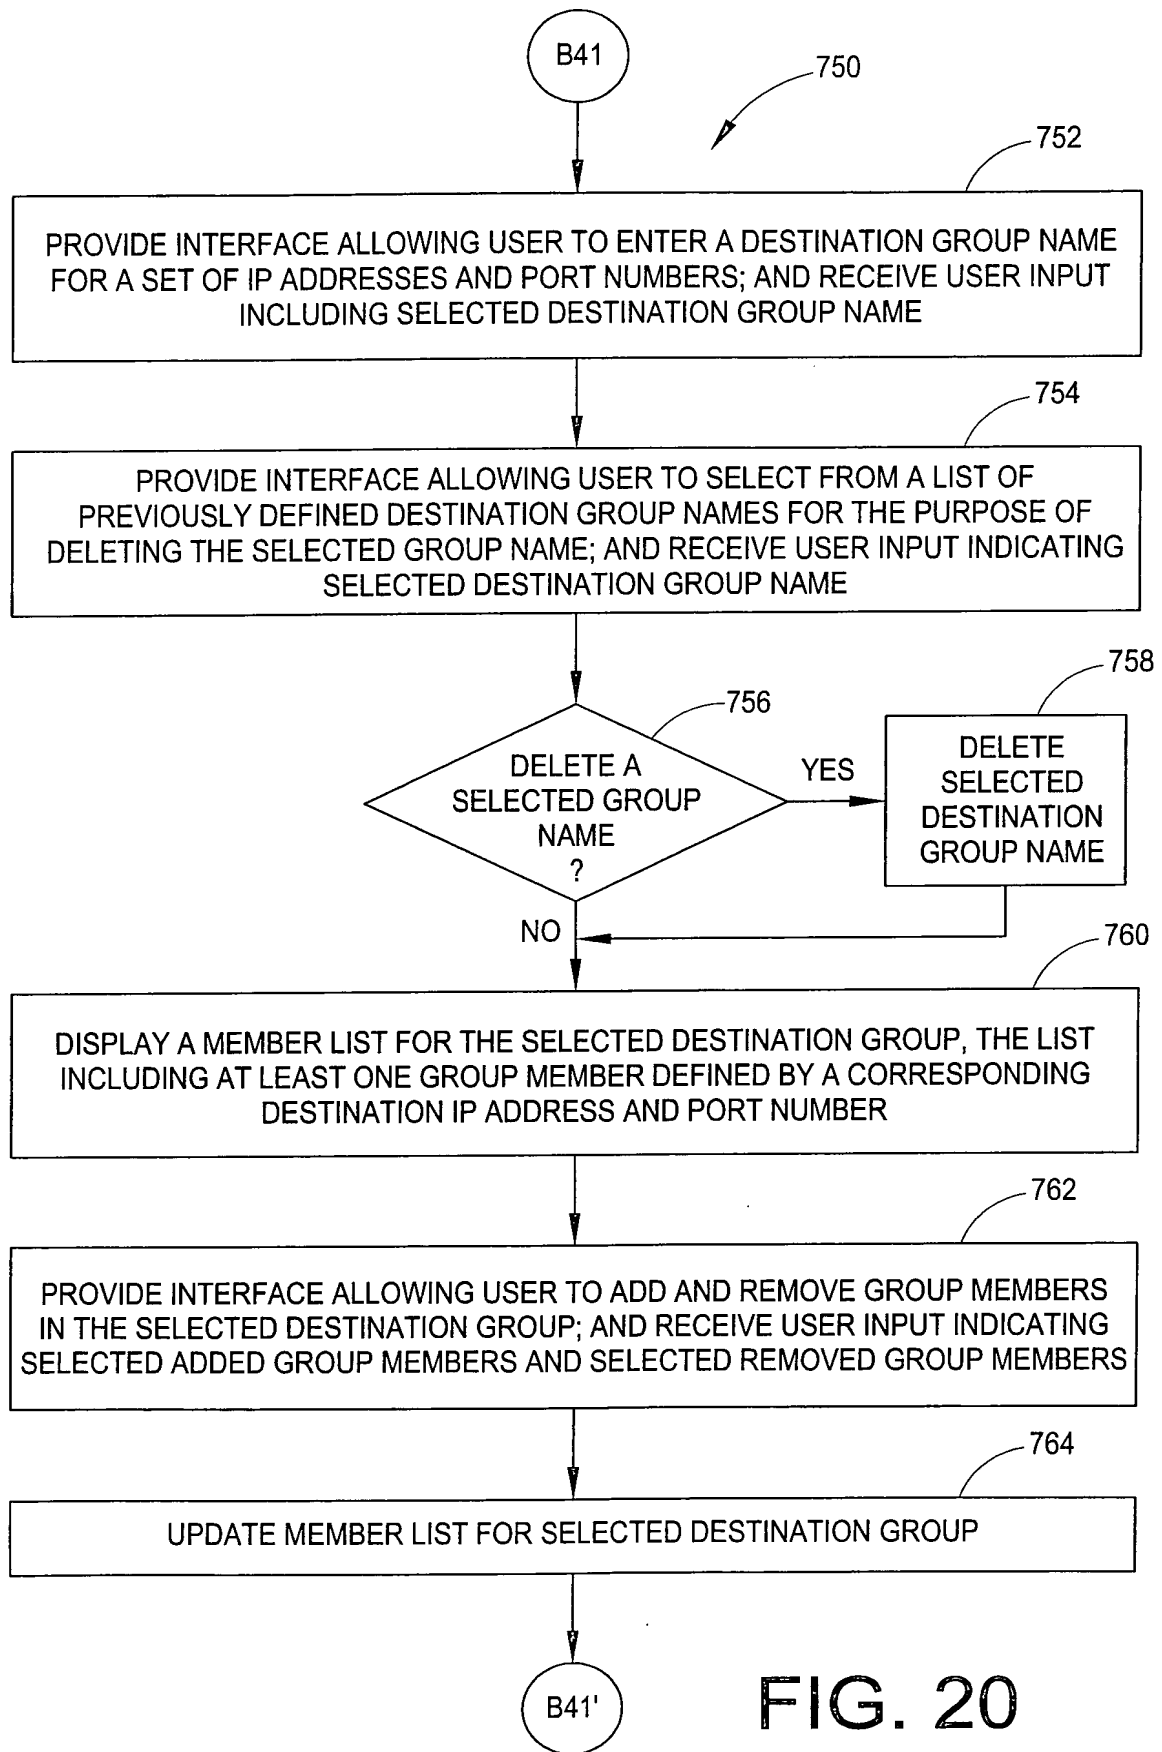 B41
750
752
PROVIDE INTERFACE ALLOWING USER TO ENTER A DESTINATION GROUP NAME
FOR A SET OF IP ADDRESSES AND PORT NUMBERS; AND RECEIVE USER INPUT
INCLUDING SELECTED DESTINATION GROUP NAME
754
PROVIDE INTERFACE ALLOWING USER TO SELECT FROM A LIST OF
PREVIOUSLY DEFINED DESTINATION GROUP NAMES FOR THE PURPOSE OF
DELETING THE SELECTED GROUP NAME; AND RECEIVE USER INPUT INDICATING
SELECTED DESTINATION GROUP NAME
756
DELETE A
SELECTED GROUP
NAME
?
YES
758
DELETE
SELECTED
DESTINATION
GROUP NAME
NO
760
DISPLAY A MEMBER LIST FOR THE SELECTED DESTINATION GROUP, THE LIST
INCLUDING AT LEAST ONE GROUP MEMBER DEFINED BY A CORRESPONDING
DESTINATION IP ADDRESS AND PORT NUMBER
762
PROVIDE INTERFACE ALLOWING USER TO ADD AND REMOVE GROUP MEMBERS
IN THE SELECTED DESTINATION GROUP; AND RECEIVE USER INPUT INDICATING
SELECTED ADDED GROUP MEMBERS AND SELECTED REMOVED GROUP MEMBERS
764
UPDATE MEMBER LIST FOR SELECTED DESTINATION GROUP
B41'
FIG. 20